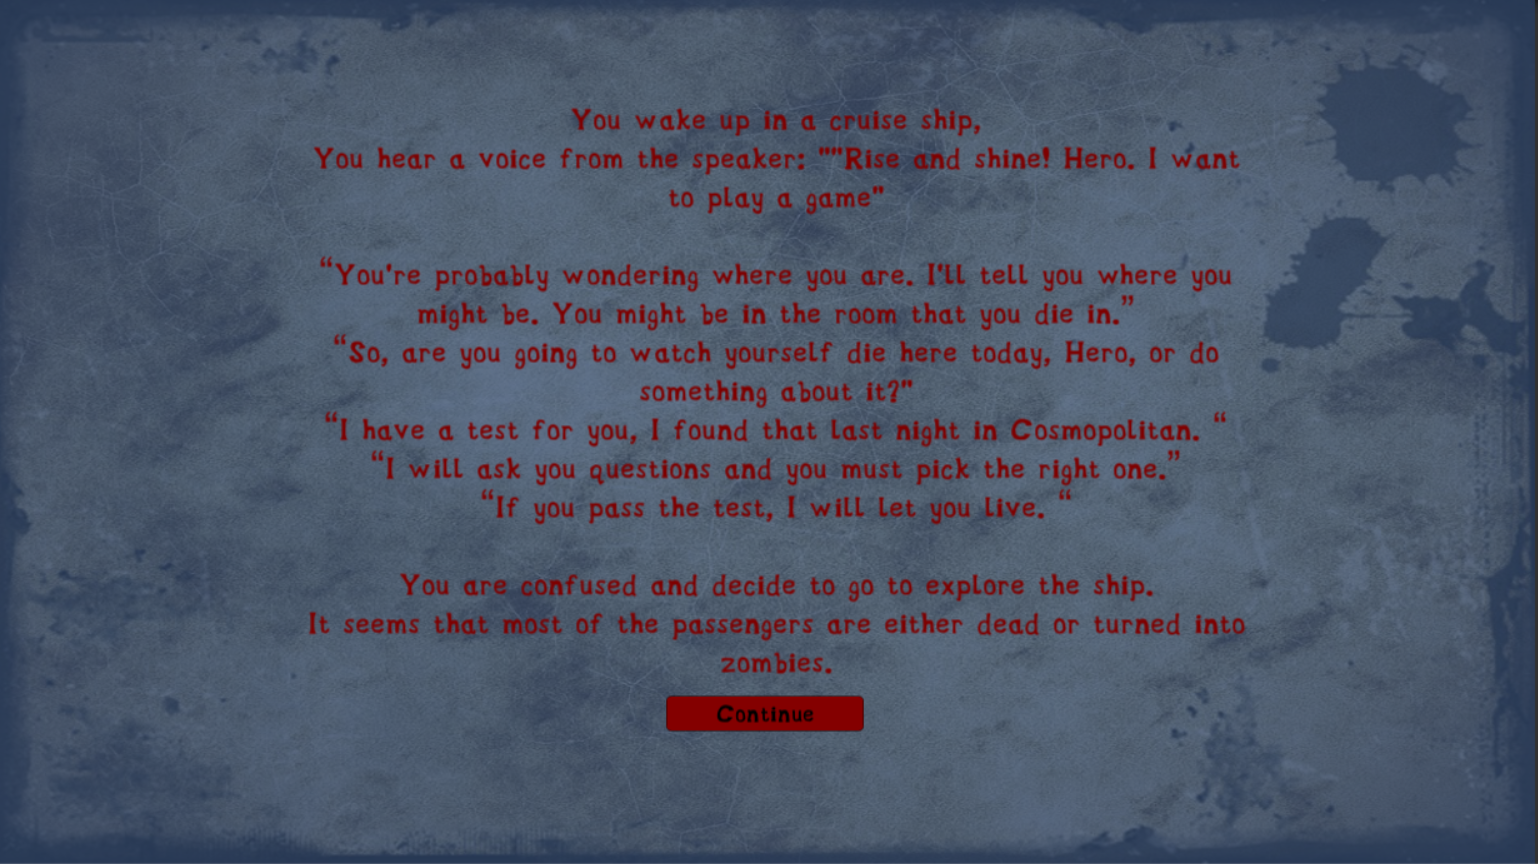 You wake up in a cruise ship,
You hear a voice from the speaker: ""Rise and shine! Hero. I want
to play a game"
“You're probably wondering where you are. I'll tell you where you
might be. You might be in the room that you die in.”
“So, are you going to watch yourself die here today, Hero, or do
something about it?"
“I have a test for you, I found that last night in Cosmopolitan. “
“I will ask you questions and you must pick the right one.”
“If you pass the test, I will let you live. “
You are confused and decide to go to explore the ship.
It seems that most of the passengers are either dead or turned into
zombies.
Continue